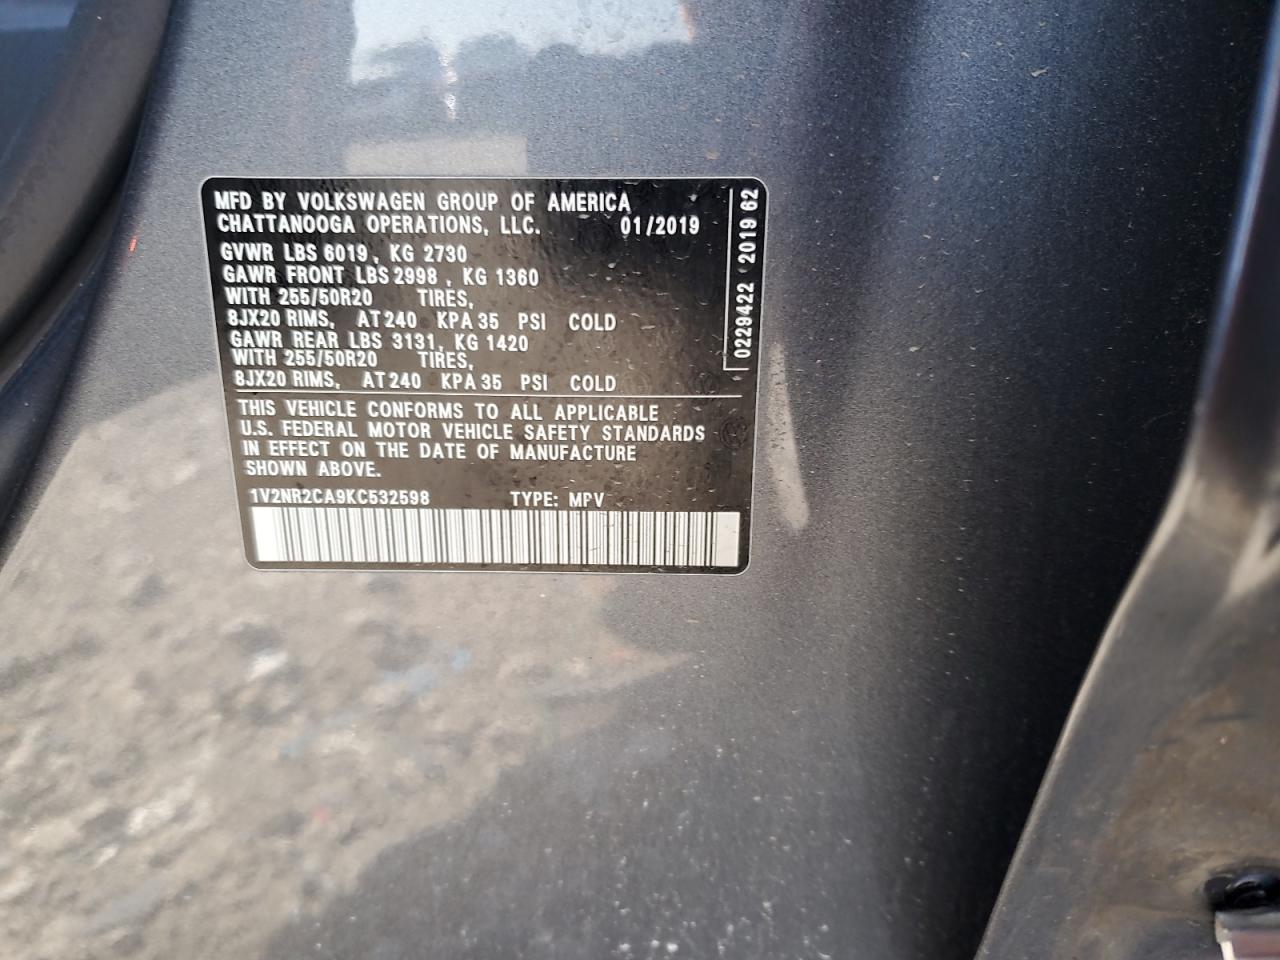 MFD BY VOLKSWAGEN GROUP OF AMERICA
CHATTANOOGA OPERATIONS, LLC. 01/2019
GVWR LBS 6019, KG 2730
GAWR FRONT LBS 2998, KG 1360
WITH 255/50R20 TIRES,
8JX20 RIMS, AT 240 KPA 35 PSI COLD
GAWR REAR LBS 3131, KG 1420
WITH 255/50R20 TIRES,
8JX20 RIMS, AT 240 KPA 35 PSI COLD
THIS VEHICLE CONFORMS TO ALL APPLICABLE
U.S. FEDERAL MOTOR VEHICLE SAFETY STANDARDS
IN EFFECT ON THE DATE OF MANUFACTURE
SHOWN ABOVE.
1V2NR2CA9KC532598 TYPE: MPV
0229422 2019 62